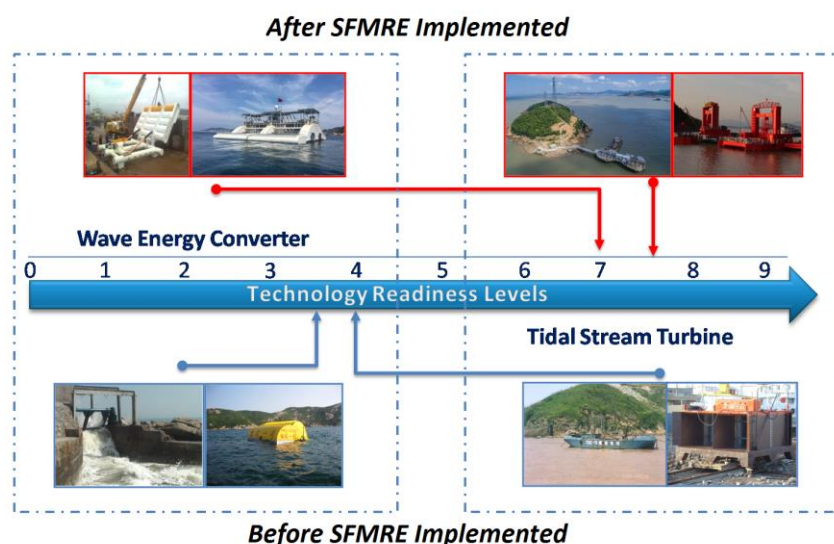 After SFMRE Implemented
Wave Energy Converter
0 1 2 3 4 5 6 7 8 9
Technology Readiness Levels
Tidal Stream Turbine
Before SFMRE Implemented